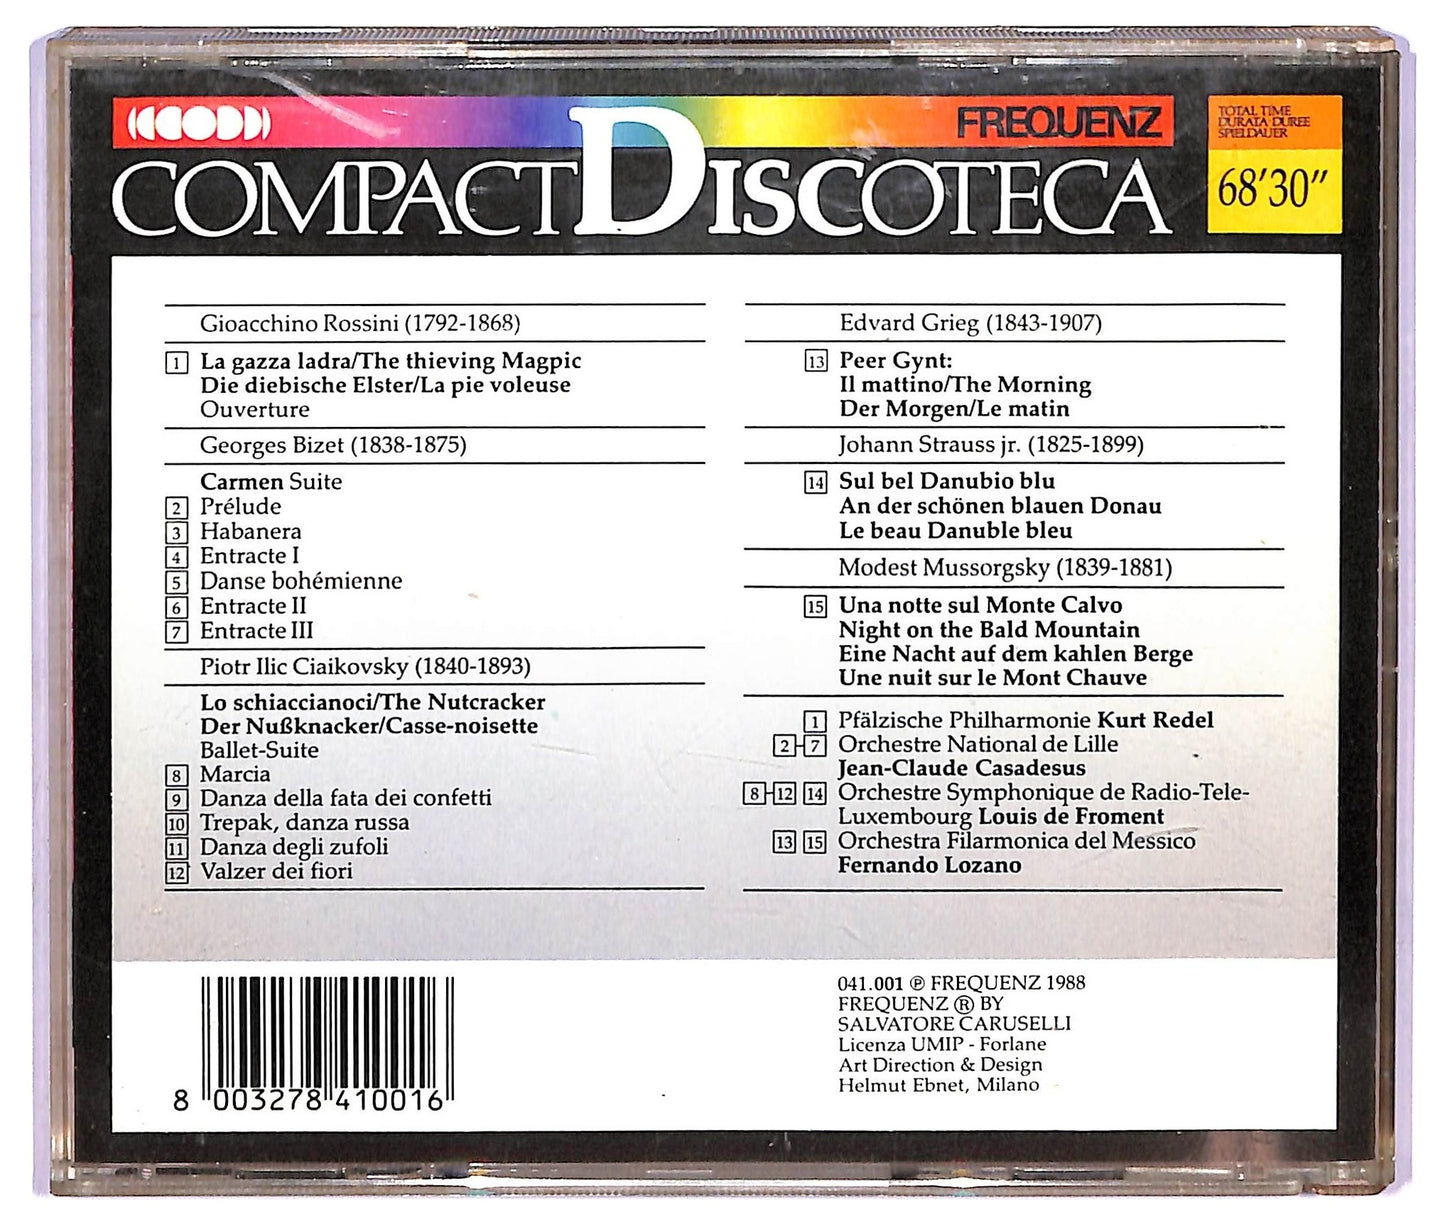 FREQUENZ
COMPACTDISCOTECA
TOTAL TIME
DURATA DUREE
SPIELDAUER
68'30"
Gioacchino Rossini (1792-1868)
1 La gazza ladra/The thieving Magpic
Die diebische Elster/La pie voleuse
Ouverture
Georges Bizet (1838-1875)
Carmen Suite
2 Prélude
3 Habanera
4 Entracte I
5 Danse bohémienne
6 Entracte II
7 Entracte III
Piotr Ilic Ciaikovsky (1840-1893)
Lo schiaccianoci/The Nutcracker
Der Nußknacker/Casse-noisette
Ballet-Suite
8 Marcia
9 Danza della fata dei confetti
10 Trepak, danza russa
11 Danza degli zufoli
12 Valzer dei fiori
Edvard Grieg (1843-1907)
13 Peer Gynt:
Il mattino/The Morning
Der Morgen/Le matin
Johann Strauss jr. (1825-1899)
14 Sul bel Danubio blu
An der schönen blauen Donau
Le beau Danuble bleu
Modest Mussorgsky (1839-1881)
15 Una notte sul Monte Calvo
Night on the Bald Mountain
Eine Nacht auf dem kahlen Berge
Une nuit sur le Mont Chauve
1 Pfälzische Philharmonie Kurt Redel
2-7 Orchestre National de Lille
Jean-Claude Casadesus
8-12 14 Orchestre Symphonique de Radio-Tele-
Luxembourg Louis de Froment
13 15 Orchestra Filarmonica del Messico
Fernando Lozano
8 003278 410016
041.001 ℗ FREQUENZ 1988
FREQUENZ ® BY
SALVATORE CARUSELLI
Licenza UMIP - Forlane
Art Direction & Design
Helmut Ebnet, Milano